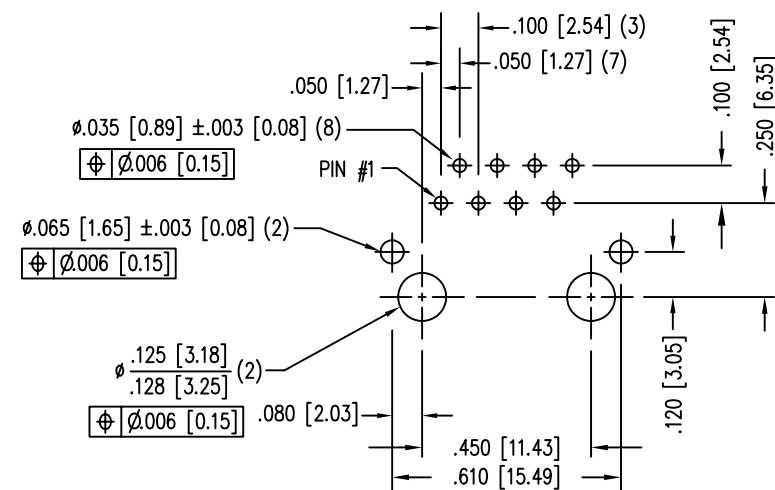 .100 [2.54] (3)
.050 [1.27] (7)
.050 [1.27]
.100 [2.54]
.250 [6.35]
ø.035 [0.89] ±.003 [0.08] (8)
⌖ Ø.006 [0.15]
PIN #1
ø.065 [1.65] ±.003 [0.08] (2)
⌖ Ø.006 [0.15]
ø .125 [3.18]
.128 [3.25] (2)
⌖ Ø.006 [0.15]
.080 [2.03]
.120 [3.05]
.450 [11.43]
.610 [15.49]